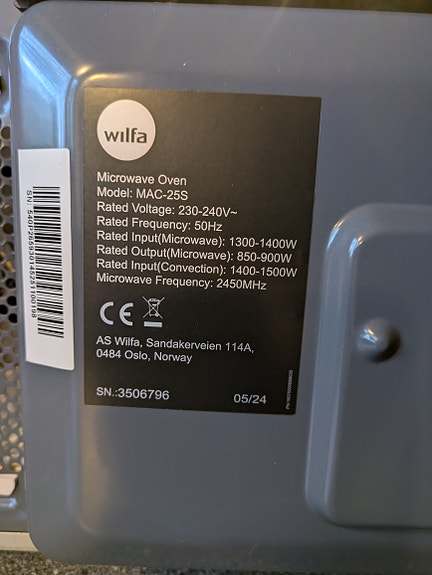 wilfa
Microwave Oven
Model: MAC-25S
Rated Voltage: 230-240V~
Rated Frequency: 50Hz
Rated Input(Microwave): 1300-1400W
Rated Output(Microwave): 850-900W
Rated Input(Convection): 1400-1500W
Microwave Frequency: 2450MHz
CE
AS Wilfa, Sandakerveien 114A,
0484 Oslo, Norway
SN.:3506796 05/24